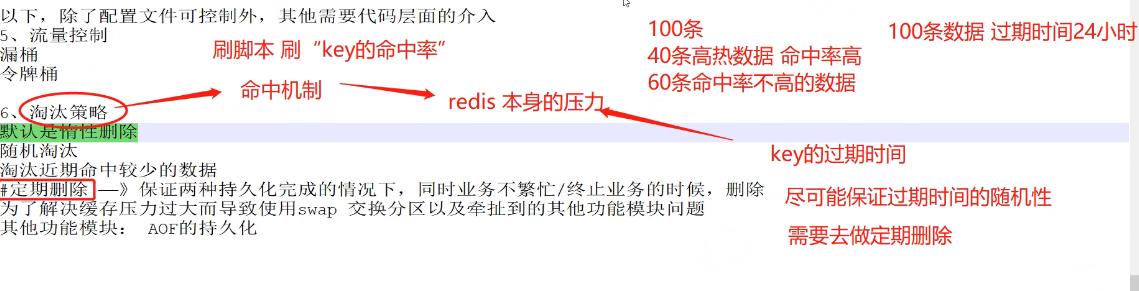 以下，除了配置文件可控制外，其他需要代码层面的介入
5、流量控制
漏桶
令牌桶
6、淘汰策略
默认是惰性删除
随机淘汰
淘汰近期命中较少的数据
#定期删除 ——》保证两种持久化完成的情况下，同时业务不繁忙/终止业务的时候，删除
为了解决缓存压力过大而导致使用swap 交换分区以及牵扯到的其他功能模块问题
其他功能模块： AOF的持久化
刷脚本 刷“key的命中率”
命中机制
redis 本身的压力
100条
40条高热数据 命中率高
60条命中率不高的数据
100条数据 过期时间24小时
key的过期时间
尽可能保证过期时间的随机性
需要去做定期删除